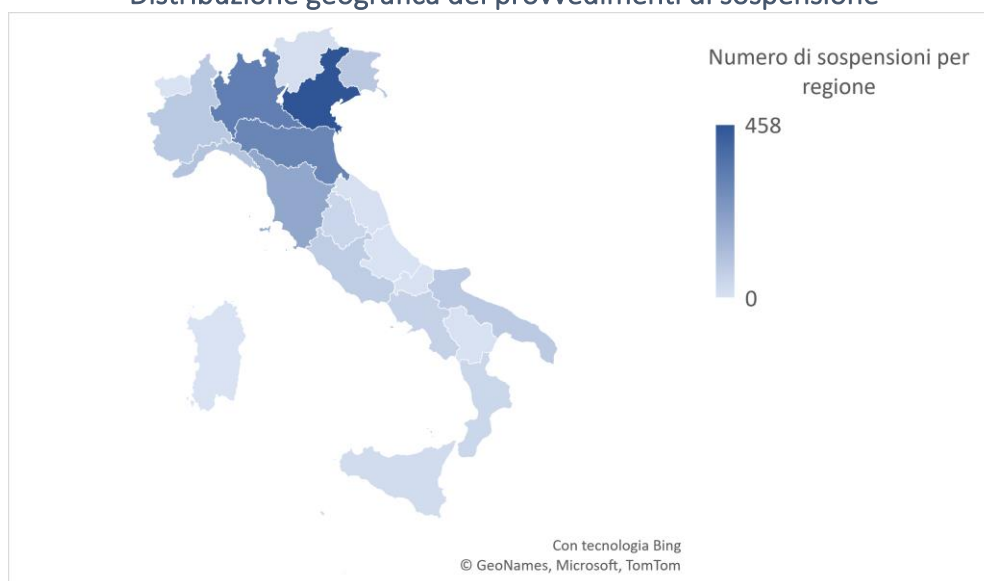 Distribuzione geografica dei provvedimenti di sospensione
Numero di sospensioni per
regione
458
0
Con tecnologia Bing
© GeoNames, Microsoft, TomTom